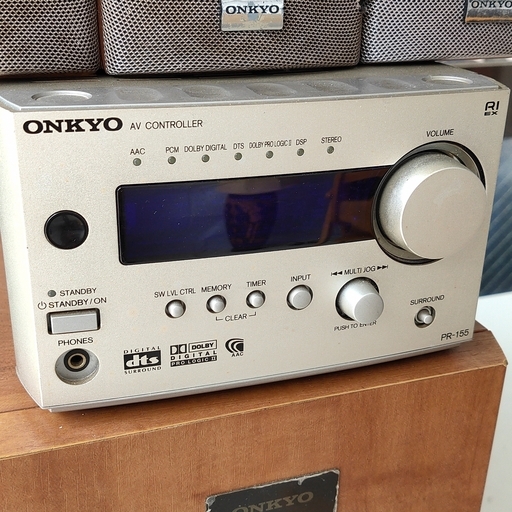 ONKYO
ONKYO
ONKYO AV CONTROLLER
RI
EX
AAC PCM DOLBY DIGITAL DTS DOLBY PRO LOGIC II DSP STEREO
VOLUME
STANDBY
STANDBY / ON
SW LVL CTRL MEMORY TIMER INPUT MULTI JOG
CLEAR
PUSH TO ENTER
SURROUND
PHONES
DIGITAL
dts
SURROUND
DOLBY
DIGITAL
PRO LOGIC II
AAC
PR-155
ONKYO